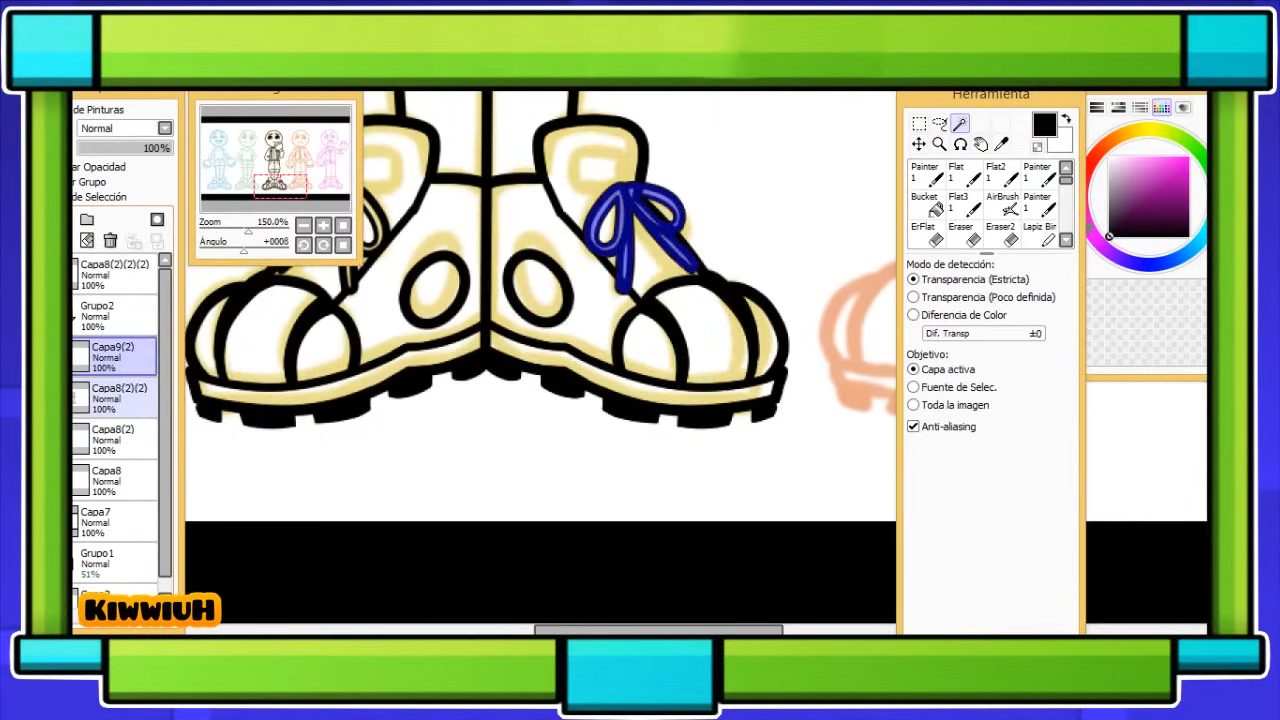 de Pinturas
Normal
100%
ar Opacidad
ar Grupo
de Selección
Capa8(2)(2)(2)
Normal
100%
Grupo2
Normal
100%
Capa9(2)
Normal
100%
Capa8(2)(2)
Normal
100%
Capa8(2)
Normal
100%
Capa8
Normal
100%
Capa7
Normal
100%
Grupo1
Normal
51%
KIWWIUH
Zoom 150.0%
Ángulo +0008
Herramienta
Painter Flat Flat2 Painter
1 1 1 1
Bucket Flat3 AirBrush Painter
1 1
ErFlat Eraser Eraser2 Lapiz Bir
Modo de detección:
Transparencia (Estricta)
Transparencia (Poco definida)
Diferencia de Color
Dif. Transp ±0
Objetivo:
Capa activa
Fuente de Selec.
Toda la imagen
Anti-aliasing